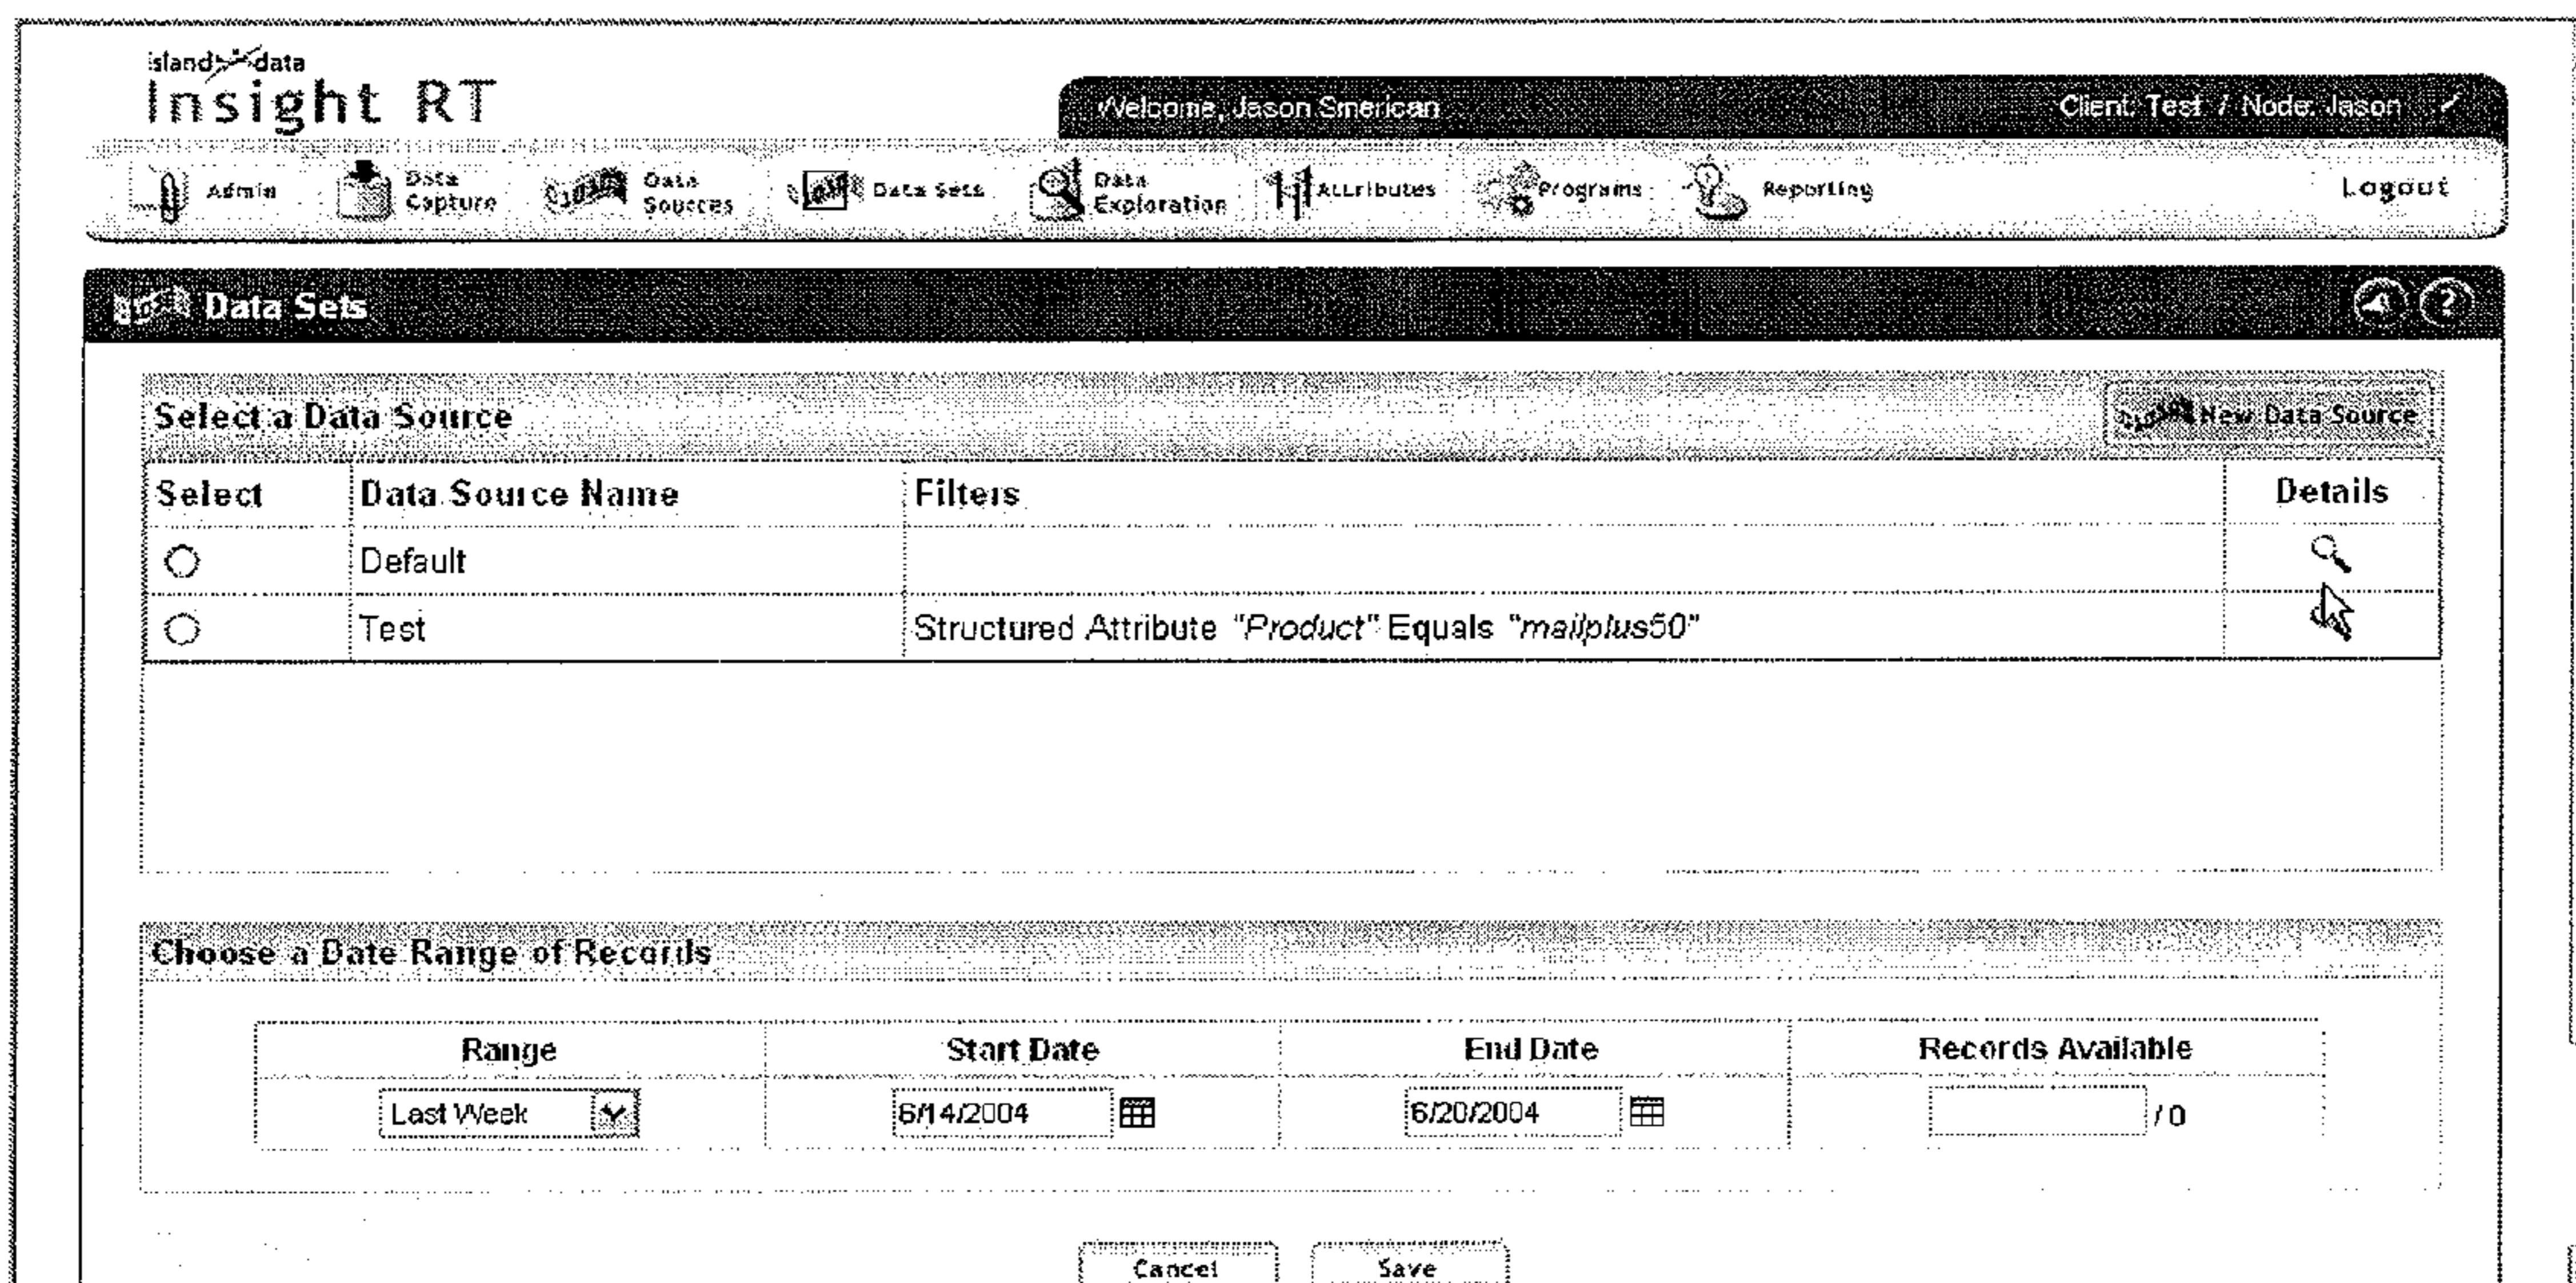 island data
Insight RT
Welcome, Jason Smerican
Client: Test / Node: Jason
Admin
Data Capture
Data Sources
Data Sets
Data Exploration
Attributes
Programs
Reporting
Logout
Data Sets
?
Select a Data Source
New Data Source
Select Data Source Name Filters Details
Default
Test Structured Attribute "Product" Equals "mailplus50"
Choose a Date Range of Records
Range Start Date End Date Records Available
Last Week 6/14/2004 6/20/2004 / 0
Cancel Save